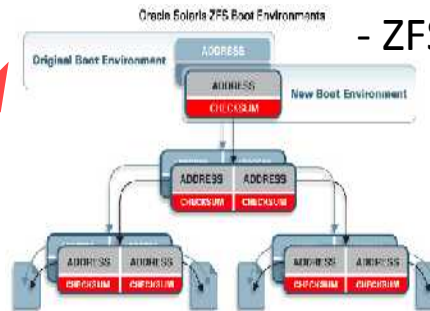 Oracle Solaris ZFS Boot Environments
- ZFS
ADDRESS
Original Boot Environment
ADDRESS
New Boot Environment
CHECKSUM
ADDRESS ADDRESS
CHECKSUM CHECKSUM
ADDRESS ADDRESS ADDRESS ADDRESS
CHECKSUM CHECKSUM CHECKSUM CHECKSUM